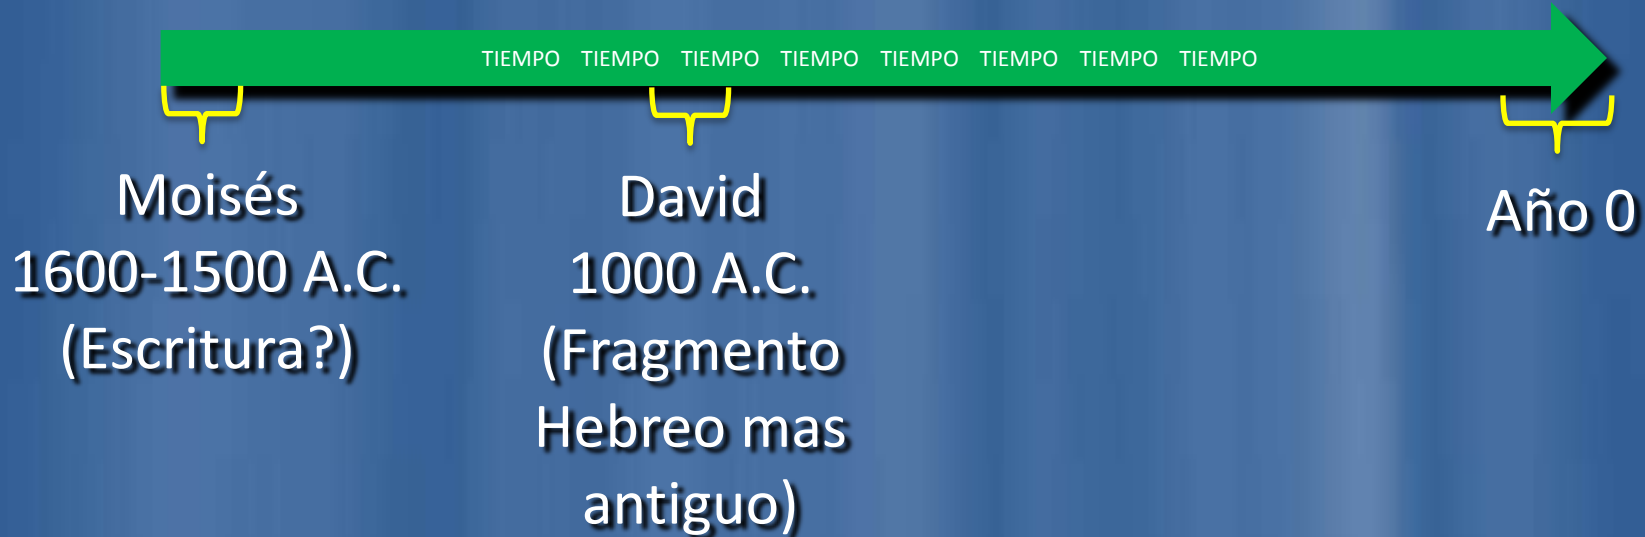 TIEMPO TIEMPO TIEMPO TIEMPO TIEMPO TIEMPO TIEMPO TIEMPO
Moisés
1600-1500 A.C.
(Escritura?)
David
1000 A.C.
(Fragmento
Hebreo mas
antiguo)
Año 0